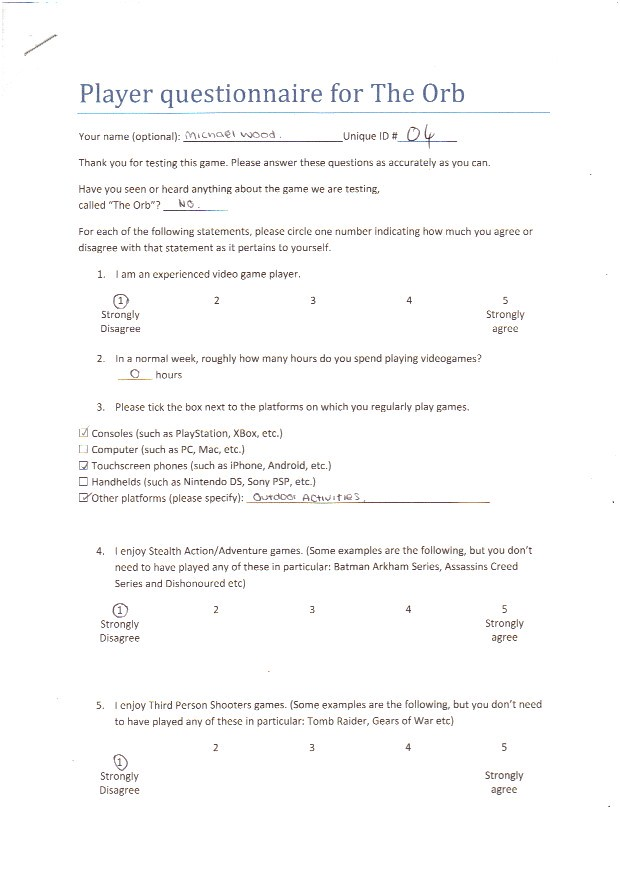 Player questionnaire for The Orb
Your name (optional): Michael Wood. Unique ID # 04
Thank you for testing this game. Please answer these questions as accurately as you can.
Have you seen or heard anything about the game we are testing,
called "The Orb"? No.
For each of the following statements, please circle one number indicating how much you agree or
disagree with that statement as it pertains to yourself.
1. I am an experienced video game player.
1 2 3 4 5
Strongly Strongly
Disagree agree
2. In a normal week, roughly how many hours do you spend playing videogames?
0 hours
3. Please tick the box next to the platforms on which you regularly play games.
☑ Consoles (such as PlayStation, XBox, etc.)
☐ Computer (such as PC, Mac, etc.)
☑ Touchscreen phones (such as iPhone, Android, etc.)
☐ Handhelds (such as Nintendo DS, Sony PSP, etc.)
☑ Other platforms (please specify): Outdoor Activities.
4. I enjoy Stealth Action/Adventure games. (Some examples are the following, but you don't
need to have played any of these in particular: Batman Arkham Series, Assassins Creed
Series and Dishonoured etc)
1 2 3 4 5
Strongly Strongly
Disagree agree
5. I enjoy Third Person Shooters games. (Some examples are the following, but you don't need
to have played any of these in particular: Tomb Raider, Gears of War etc)
1 2 3 4 5
Strongly Strongly
Disagree agree